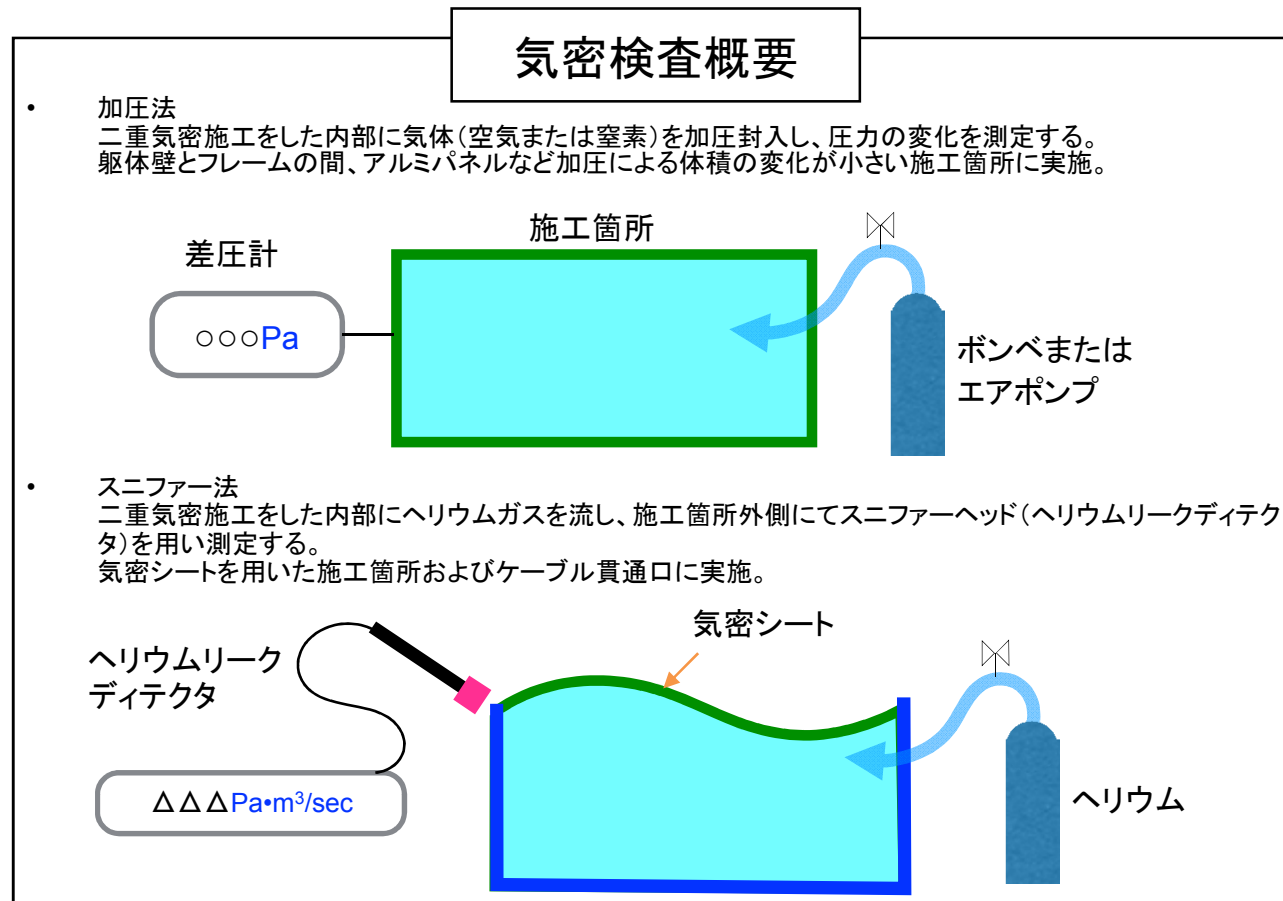 気密検査概要
• 加圧法
二重気密施工をした内部に気体(空気または窒素)を加圧封入し、圧力の変化を測定する。
躯体壁とフレームの間、アルミパネルなど加圧による体積の変化が小さい施工箇所に実施。
施工箇所
差圧計
○○○Pa
ボンベまたは
エアポンプ
• スニファー法
二重気密施工をした内部にヘリウムガスを流し、施工箇所外側にてスニファーヘッド(ヘリウムリークディテク
タ)を用い測定する。
気密シートを用いた施工箇所およびケーブル貫通口に実施。
気密シート
ヘリウムリーク
ディテクタ
△△△Pa•m³/sec
ヘリウム